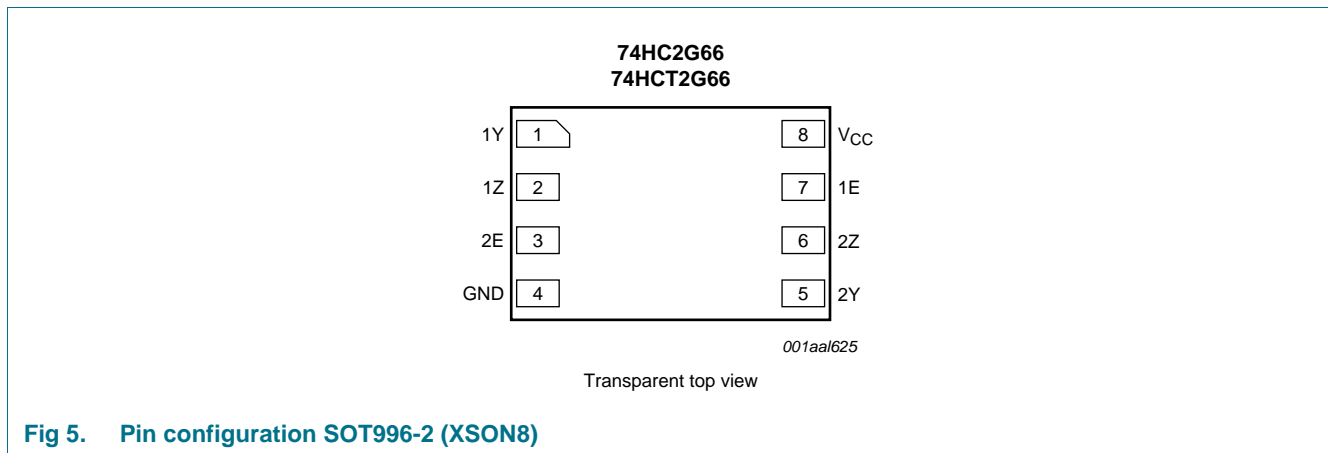 74HC2G66
74HCT2G66
1Y 1 8 VCC
1Z 2 7 1E
2E 3 6 2Z
GND 4 5 2Y
001aal625
Transparent top view
Fig 5. Pin configuration SOT996-2 (XSON8)